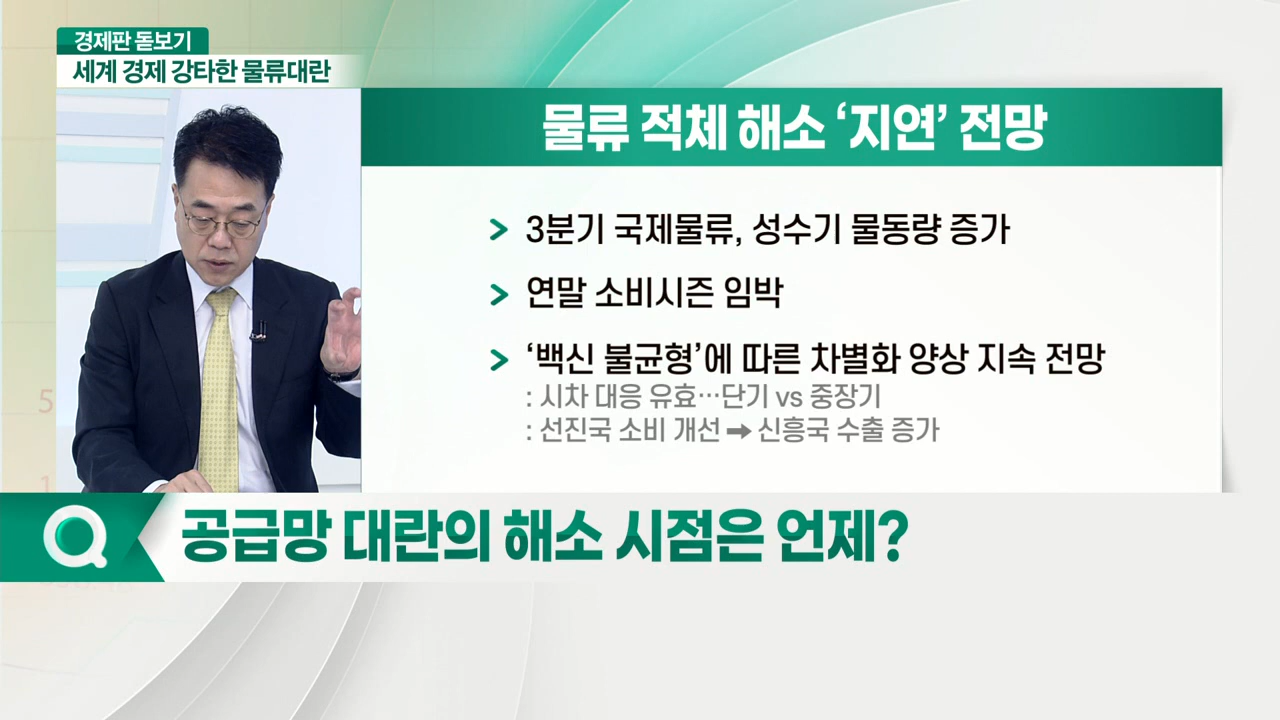 경제판 돋보기
세계 경제 강타한 물류대란
물류 적체 해소 ‘지연’ 전망
> 3분기 국제물류, 성수기 물동량 증가
> 연말 소비시즌 임박
> ‘백신 불균형’에 따른 차별화 양상 지속 전망
: 시차 대응 유효…단기 vs 중장기
: 선진국 소비 개선 ➡ 신흥국 수출 증가
5
1
Q 공급망 대란의 해소 시점은 언제?